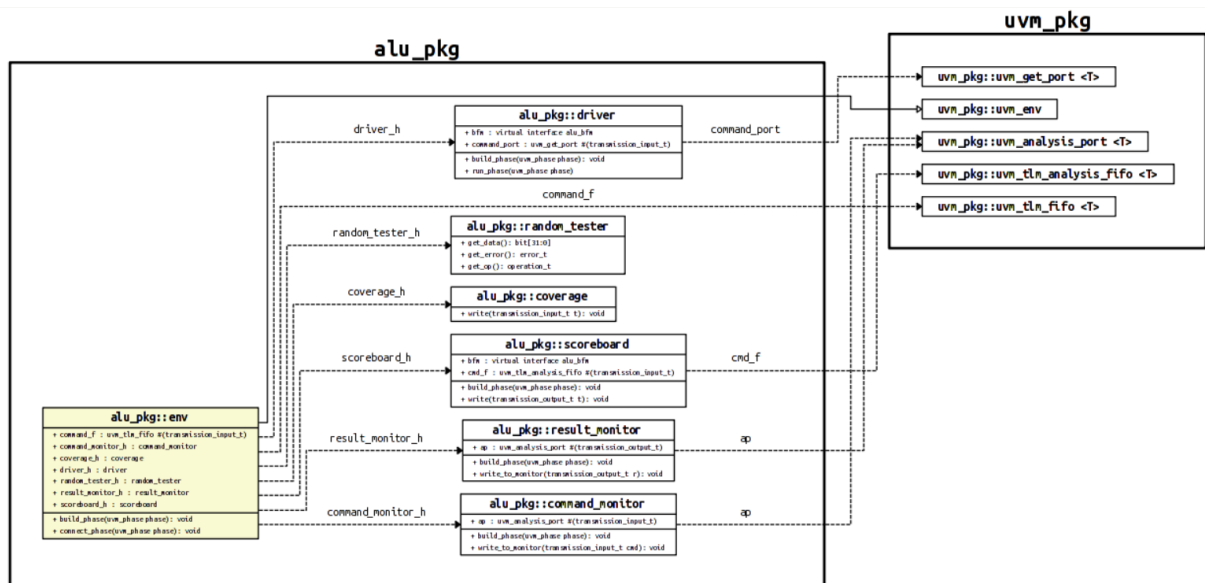 uvm_pkg
alu_pkg
uvm_pkg::uvm_get_port <T>
uvm_pkg::uvm_env
uvm_pkg::uvm_analysis_port <T>
uvm_pkg::uvm_tlm_analysis_fifo <T>
uvm_pkg::uvm_tlm_fifo <T>
driver_h
alu_pkg::driver
+ bfm : virtual interface alu_bfm
+ command_port : uvm_get_port #(transmission_input_t)
+ build_phase(uvm_phase phase): void
+ run_phase(uvm_phase phase)
command_port
command_f
random_tester_h
alu_pkg::random_tester
+ get_data(): bit[31:0]
+ get_error(): error_t
+ get_op(): operation_t
coverage_h
alu_pkg::coverage
+ write(transmission_input_t t): void
scoreboard_h
alu_pkg::scoreboard
+ bfm : virtual interface alu_bfm
+ cmd_f : uvm_tlm_analysis_fifo #(transmission_input_t)
+ build_phase(uvm_phase phase): void
+ write(transmission_output_t t): void
cmd_f
alu_pkg::env
+ command_f : uvm_tlm_fifo #(transmission_input_t)
+ command_monitor_h : command_monitor
+ coverage_h : coverage
+ driver_h : driver
+ random_tester_h : random_tester
+ result_monitor_h : result_monitor
+ scoreboard_h : scoreboard
+ build_phase(uvm_phase phase): void
+ connect_phase(uvm_phase phase): void
result_monitor_h
alu_pkg::result_monitor
+ ap : uvm_analysis_port #(transmission_output_t)
+ build_phase(uvm_phase phase): void
+ write_to_monitor(transmission_output_t r): void
ap
command_monitor_h
alu_pkg::command_monitor
+ ap : uvm_analysis_port #(transmission_input_t)
+ build_phase(uvm_phase phase): void
+ write_to_monitor(transmission_input_t cmd): void
ap